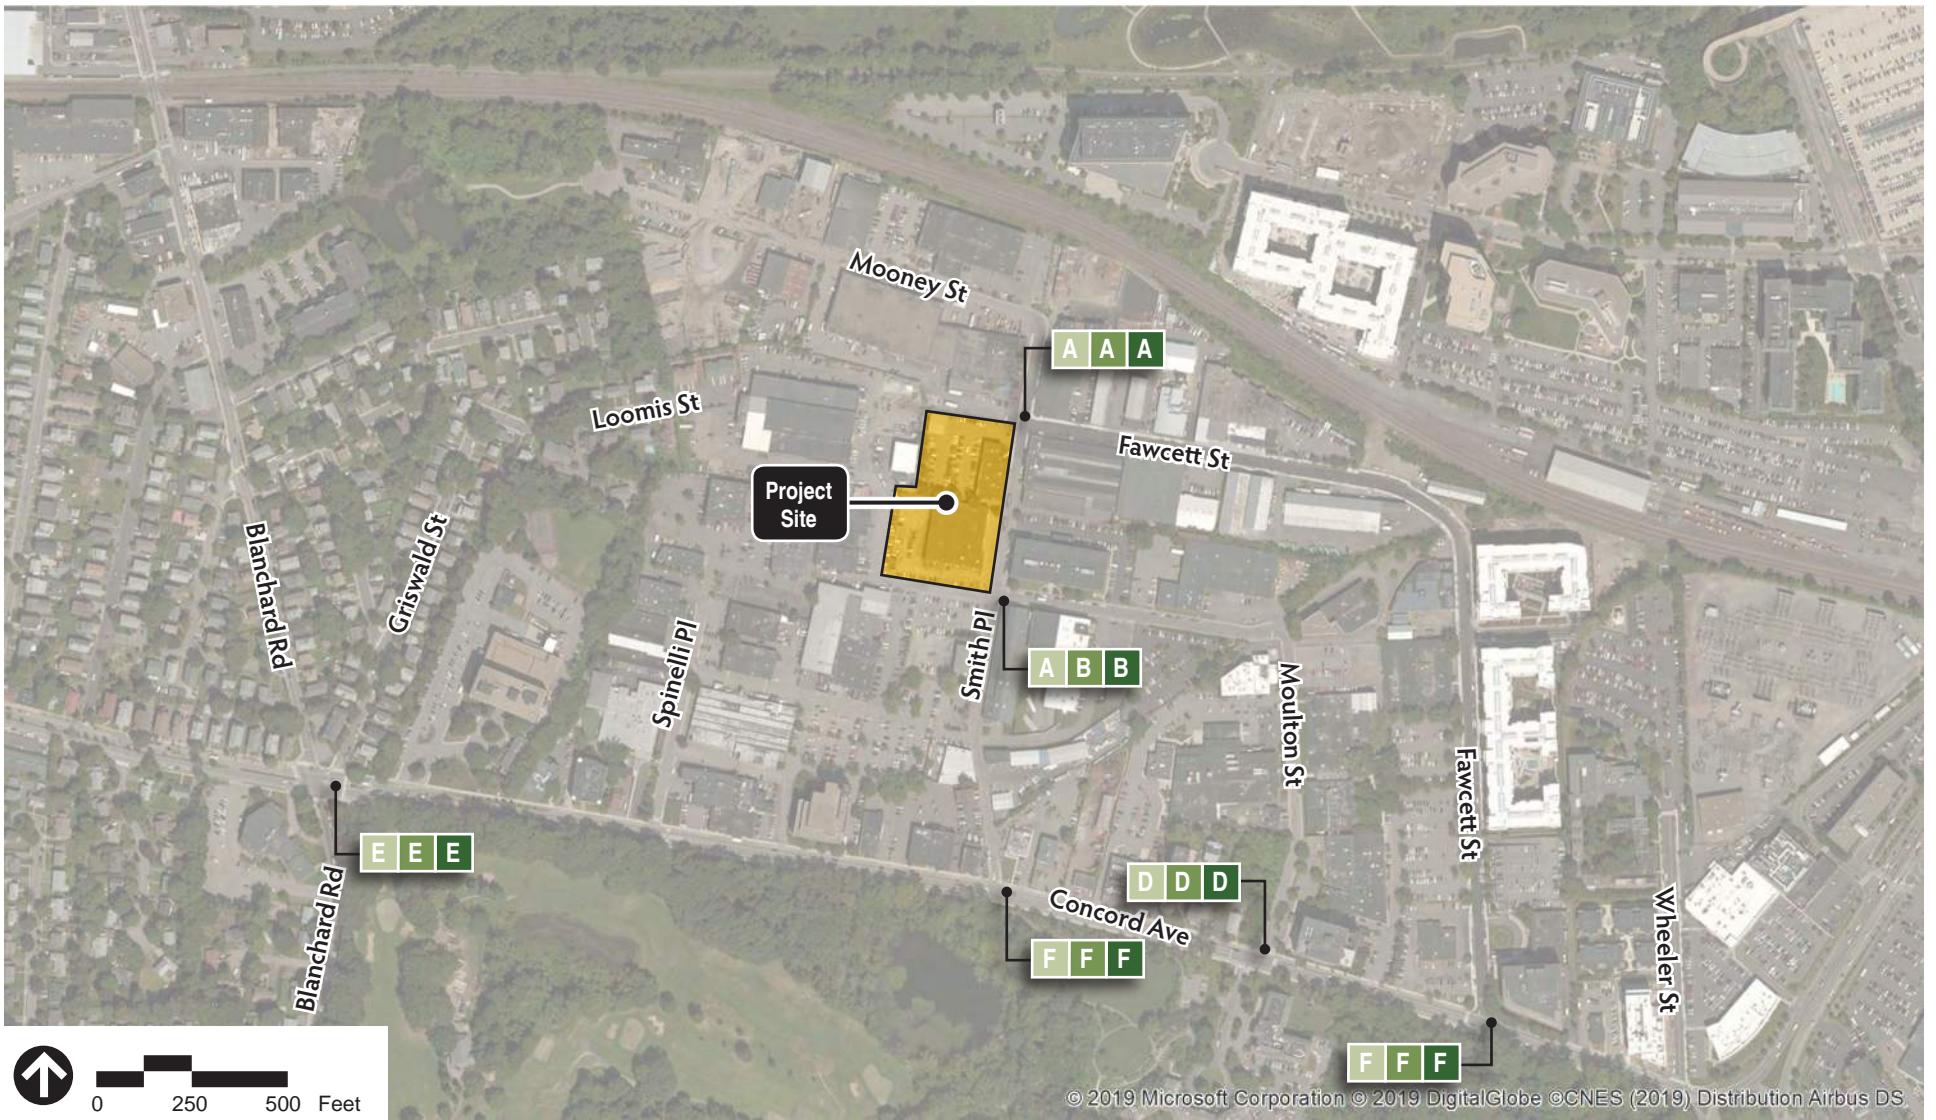 Mooney St
A A A
Loomis St
Fawcett St
Project
Site
Blanchard Rd
Griswald St
Spinelli Pl
Smith Pl
A B B
Moulton St
Fawcett St
E E E
Blanchard Rd
D D D
Concord Ave
F F F
Wheeler St
F F F
0 250 500 Feet
© 2019 Microsoft Corporation © 2019 DigitalGlobe ©CNES (2019) Distribution Airbus DS